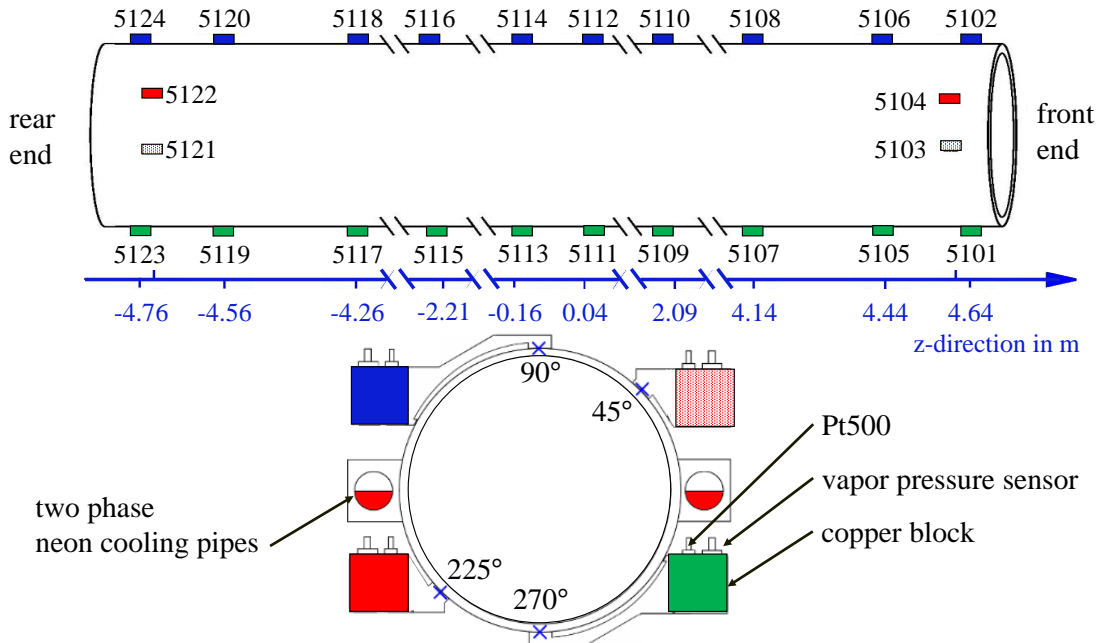 5124 5120 5118 5116 5114 5112 5110 5108 5106 5102
5122
5104
rear
end
front
end
5121
5103
5123 5119 5117 5115 5113 5111 5109 5107 5105 5101
-4.76 -4.56 -4.26 -2.21 -0.16 0.04 2.09 4.14 4.44 4.64
z-direction in m
90°
45°
Pt500
vapor pressure sensor
two phase
neon cooling pipes
copper block
225°
270°